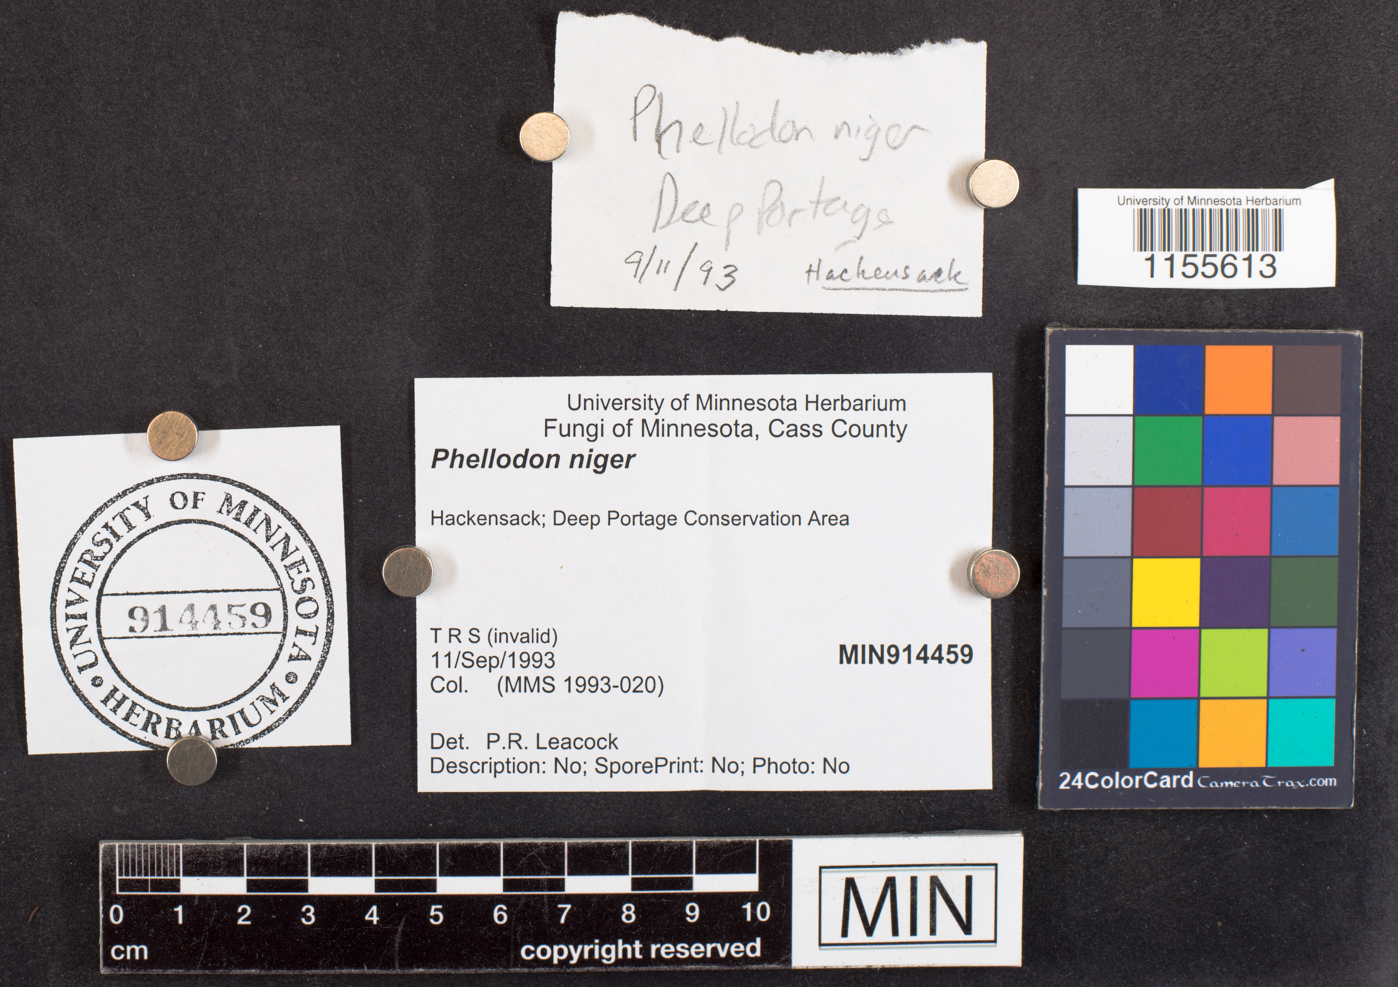 Phellodon niger
Deep Portage
9/11/93 Hackensack
University of Minnesota Herbarium
1155613
University of Minnesota Herbarium
Fungi of Minnesota, Cass County
Phellodon niger
Hackensack; Deep Portage Conservation Area
T R S (invalid)
11/Sep/1993
Col. (MMS 1993-020)
MIN914459
Det. P.R. Leacock
Description: No; SporePrint: No; Photo: No
UNIVERSITY OF MINNESOTA
914459
HERBARIUM
24ColorCard CameraTrax.com
0 1 2 3 4 5 6 7 8 9 10
cm copyright reserved
MIN